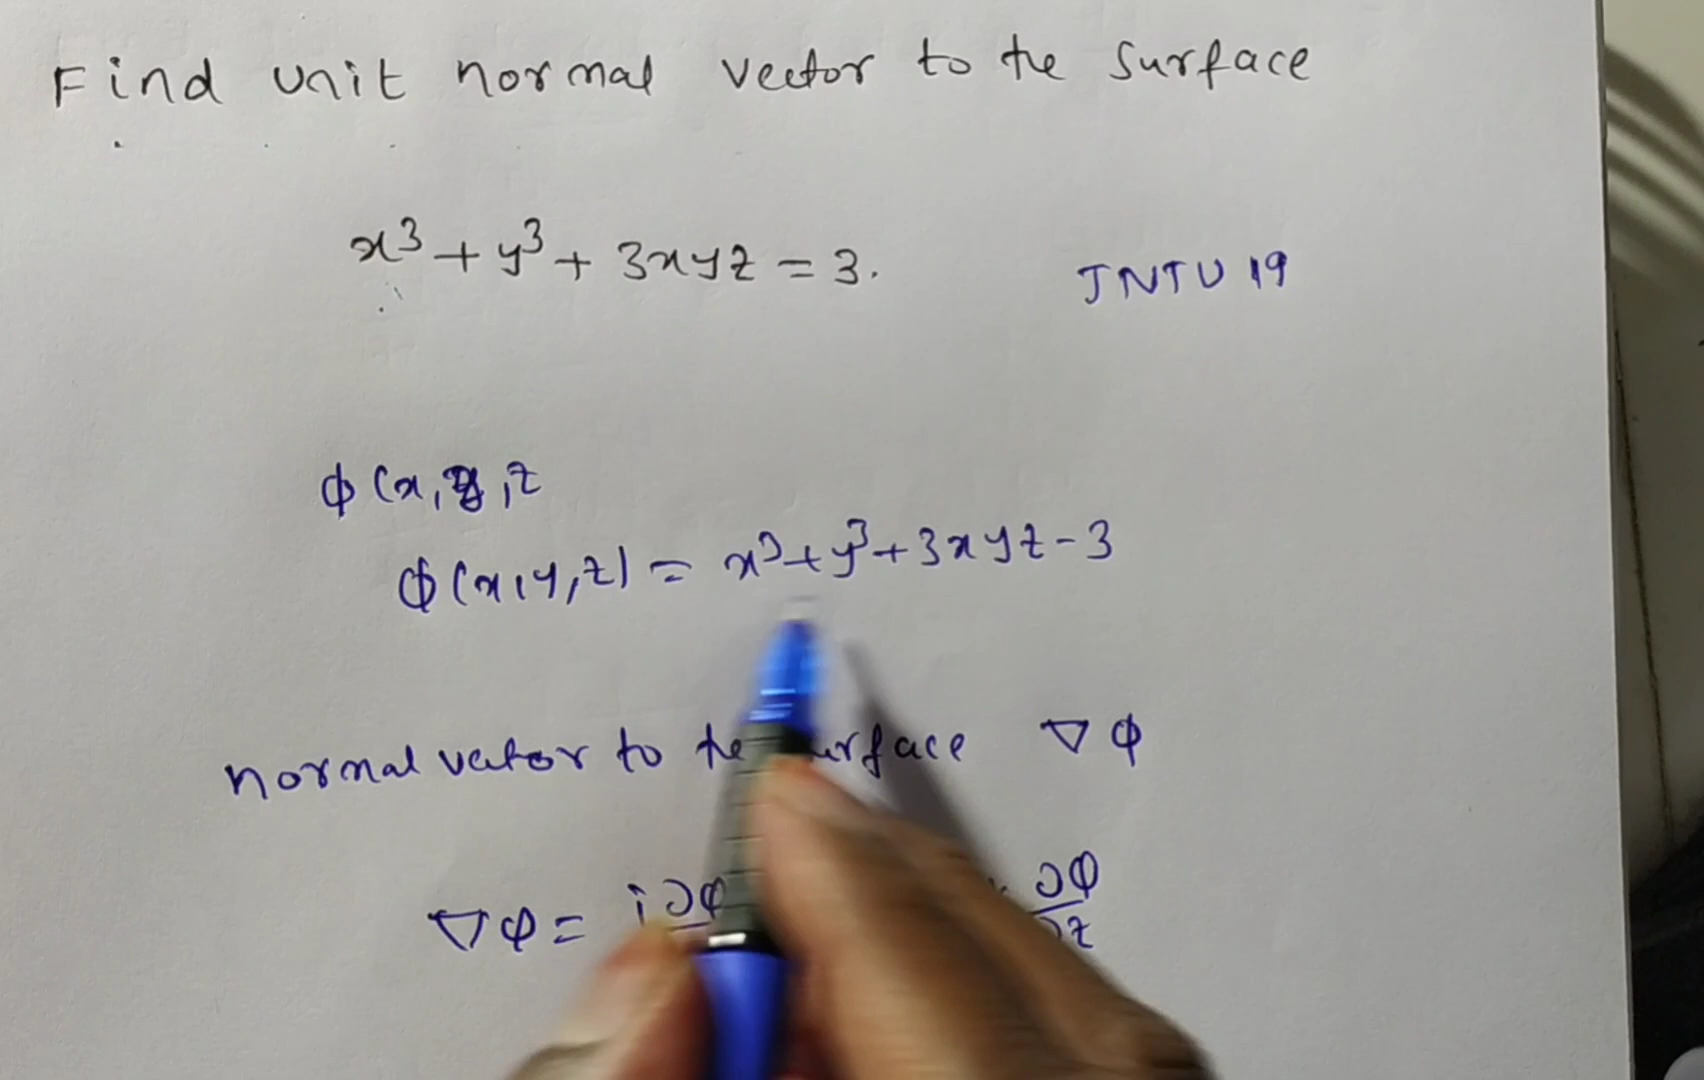 Find unit normal vector to the surface
x³ + y³ + 3xyz = 3.
JNTU 19
ϕ (x, y, z
ϕ (x, y, z) = x³ + y³ + 3xyz - 3
normal vector to the surface ∇ϕ
∇ϕ = i ∂ϕ ∂ϕ/∂z